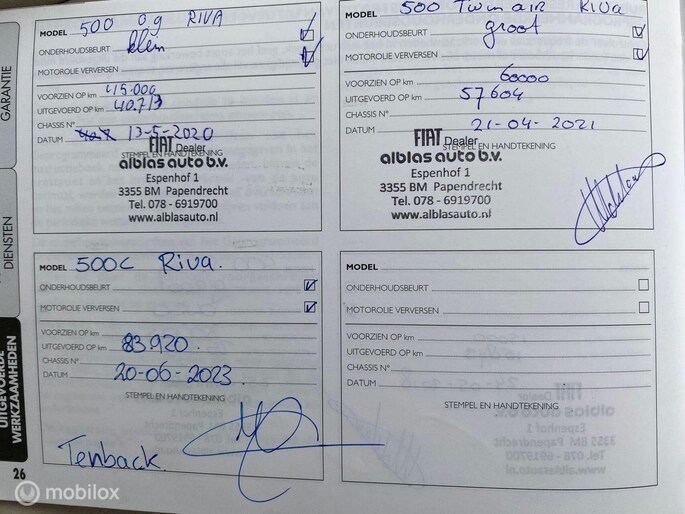 GARANTIE
DIENSTEN
UITGEVOERDE WERKZAAMHEDEN
26
MODEL 500 0g RIVA
ONDERHOUDSBEURT klein
MOTOROLIE VERVERSEN
VOORZIEN OP km 45.000
UITGEVOERD OP km 40.713
CHASSIS N°
DATUM 13-5-2020
STEMPEL EN HANDTEKENING
FIAT Dealer
alblas auto b.v.
Espenhof 1
3355 BM Papendrecht
Tel. 078 - 6919700
www.alblasauto.nl
MODEL 500 Twin air Riva
ONDERHOUDSBEURT groot
MOTOROLIE VERVERSEN
VOORZIEN OP km 60000
UITGEVOERD OP km 57604
CHASSIS N°
DATUM 21-04-2021
STEMPEL EN HANDTEKENING
FIAT Dealer
alblas auto b.v.
Espenhof 1
3355 BM Papendrecht
Tel. 078 - 6919700
www.alblasauto.nl
MODEL 500C Riva.
ONDERHOUDSBEURT
MOTOROLIE VERVERSEN
VOORZIEN OP km
UITGEVOERD OP km 83.920.
CHASSIS N°
DATUM 20-06-2023.
STEMPEL EN HANDTEKENING
Tenback.
MODEL
ONDERHOUDSBEURT
MOTOROLIE VERVERSEN
VOORZIEN OP km
UITGEVOERD OP km
CHASSIS N°
DATUM
STEMPEL EN HANDTEKENING
mobilox